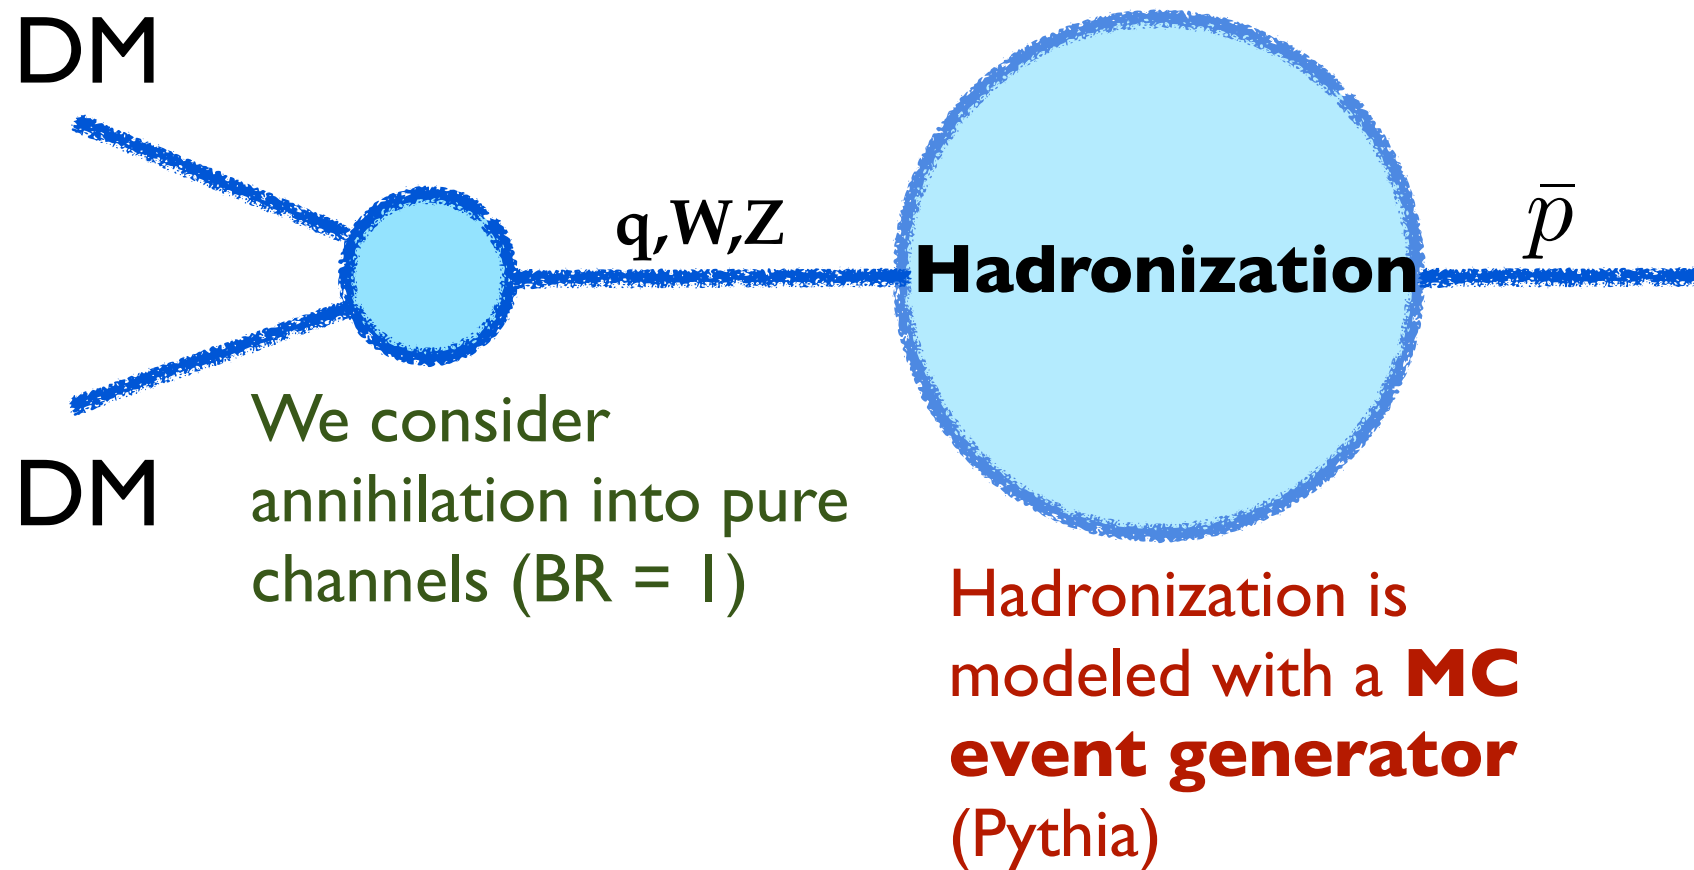 DM
q,W,Z
p̄
Hadronization
DM
We consider
annihilation into pure
channels (BR = 1)
Hadronization is
modeled with a MC
event generator
(Pythia)